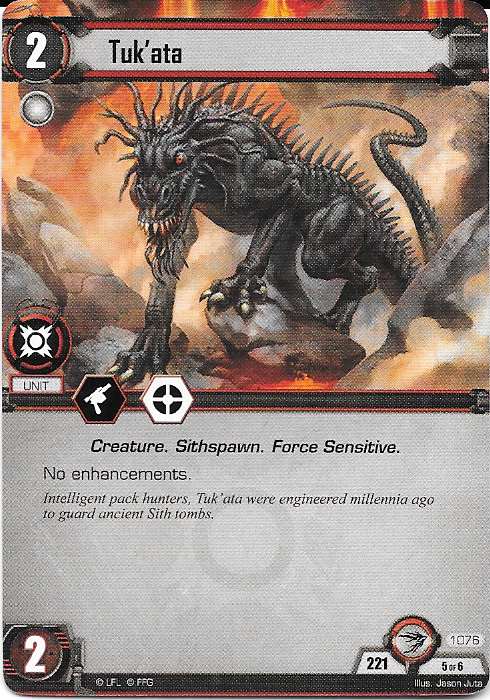 2
Tuk'ata
UNIT
Creature. Sithspawn. Force Sensitive.
No enhancements.
Intelligent pack hunters, Tuk'ata were engineered millennia ago
to guard ancient Sith tombs.
2
© LFL © FFG
221
5 OF 6
1076
Illus. Jason Juta